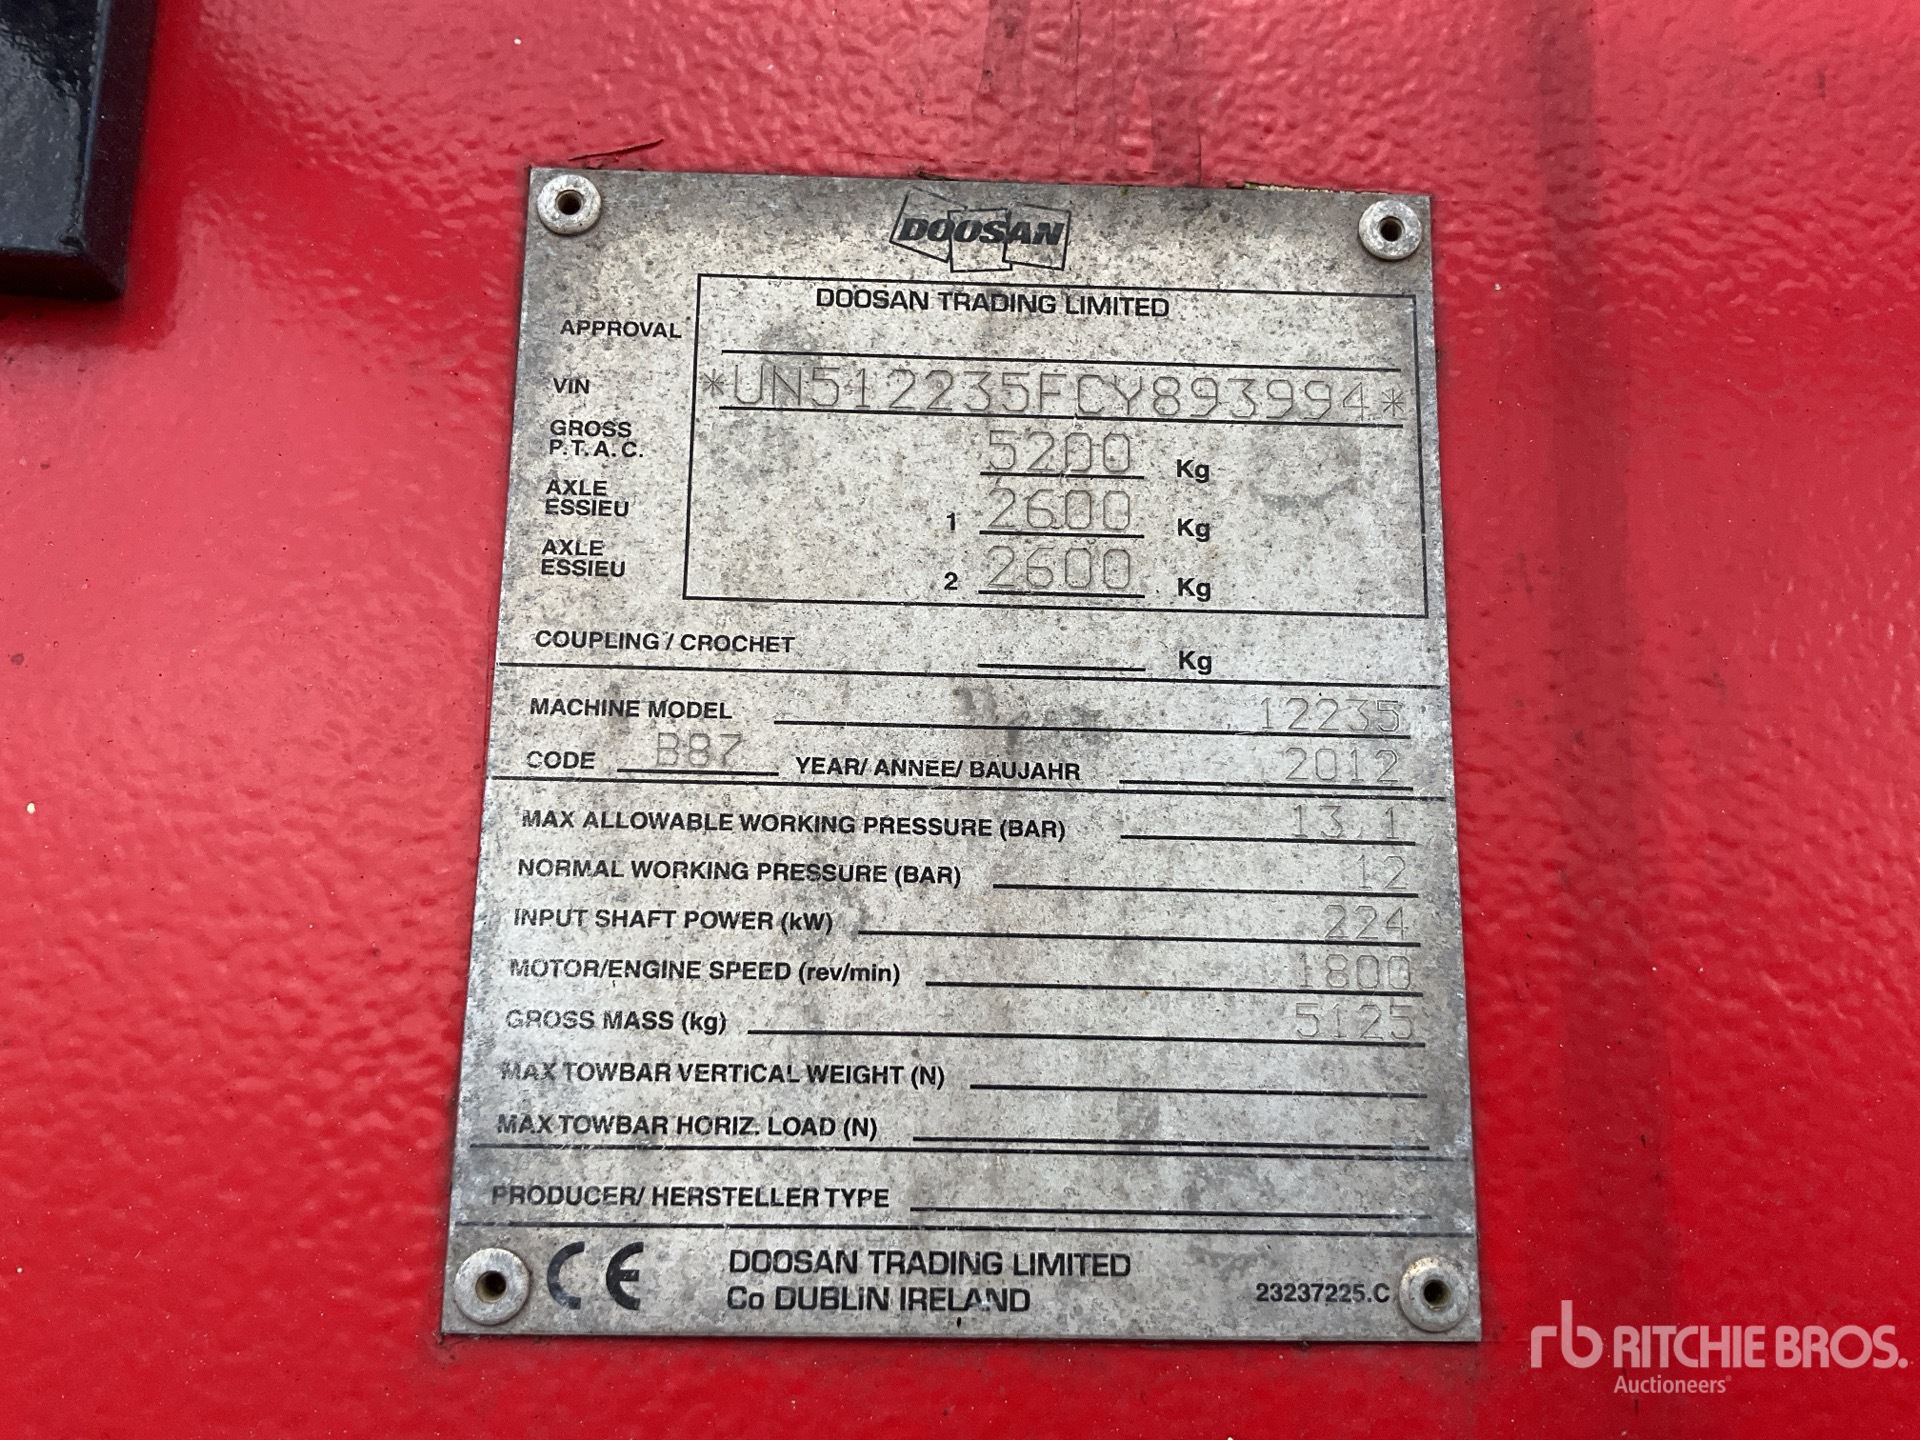 DOOSAN
DOOSAN TRADING LIMITED
APPROVAL
VIN *UN512235FCY893994*
GROSS
P.T.A.C. 5200 Kg
AXLE
ESSIEU 1 2600 Kg
AXLE
ESSIEU 2 2600 Kg
COUPLING / CROCHET Kg
MACHINE MODEL 12235
CODE B87 YEAR/ ANNEE/ BAUJAHR 2012
MAX ALLOWABLE WORKING PRESSURE (BAR) 13.1
NORMAL WORKING PRESSURE (BAR) 12
INPUT SHAFT POWER (kW) 224
MOTOR/ENGINE SPEED (rev/min) 1800
GROSS MASS (kg) 5125
MAX TOWBAR VERTICAL WEIGHT (N)
MAX TOWBAR HORIZ. LOAD (N)
PRODUCER/ HERSTELLER TYPE
CE DOOSAN TRADING LIMITED
Co DUBLIN IRELAND 23237225.C
rb RITCHIE BROS.
Auctioneers